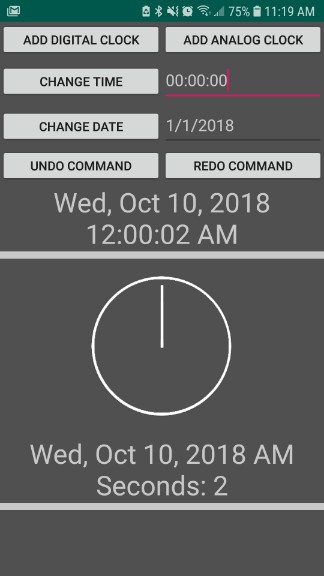 75% 11:19 AM
ADD DIGITAL CLOCK ADD ANALOG CLOCK
CHANGE TIME 00:00:00
CHANGE DATE 1/1/2018
UNDO COMMAND REDO COMMAND
Wed, Oct 10, 2018
12:00:02 AM
Wed, Oct 10, 2018 AM
Seconds: 2